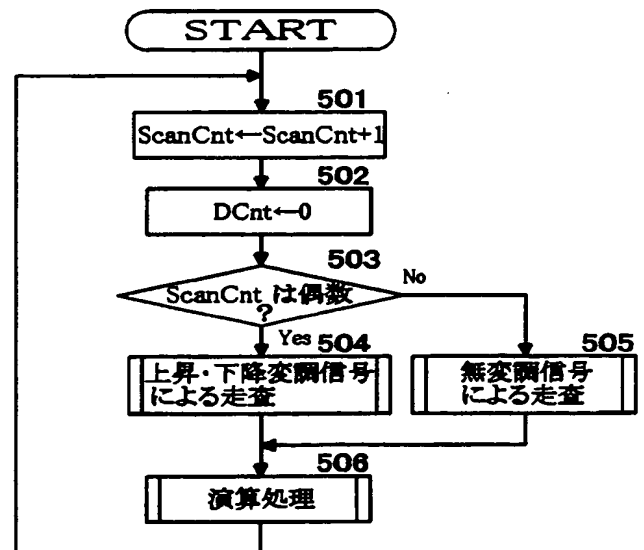 START
501
ScanCnt←ScanCnt+1
502
DCnt←0
503
ScanCnt は偶数
?
No
Yes
504
上昇・下降変調信号
による走査
505
無変調信号
による走査
506
演算処理